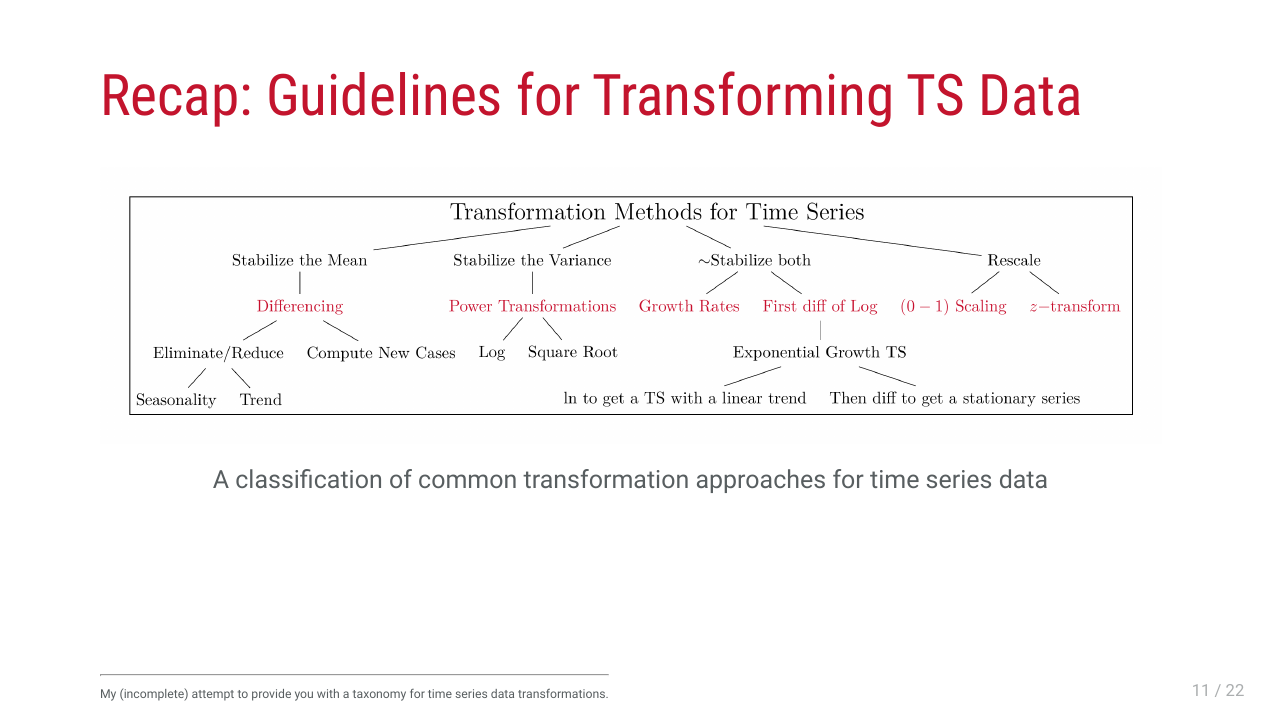 Recap: Guidelines for Transforming TS Data
Transformation Methods for Time Series
Stabilize the Mean Stabilize the Variance ~Stabilize both Rescale
Differencing Power Transformations Growth Rates First diff of Log (0 − 1) Scaling z−transform
Eliminate/Reduce Compute New Cases Log Square Root Exponential Growth TS
Seasonality Trend ln to get a TS with a linear trend Then diff to get a stationary series
A classification of common transformation approaches for time series data
My (incomplete) attempt to provide you with a taxonomy for time series data transformations.
11 / 22